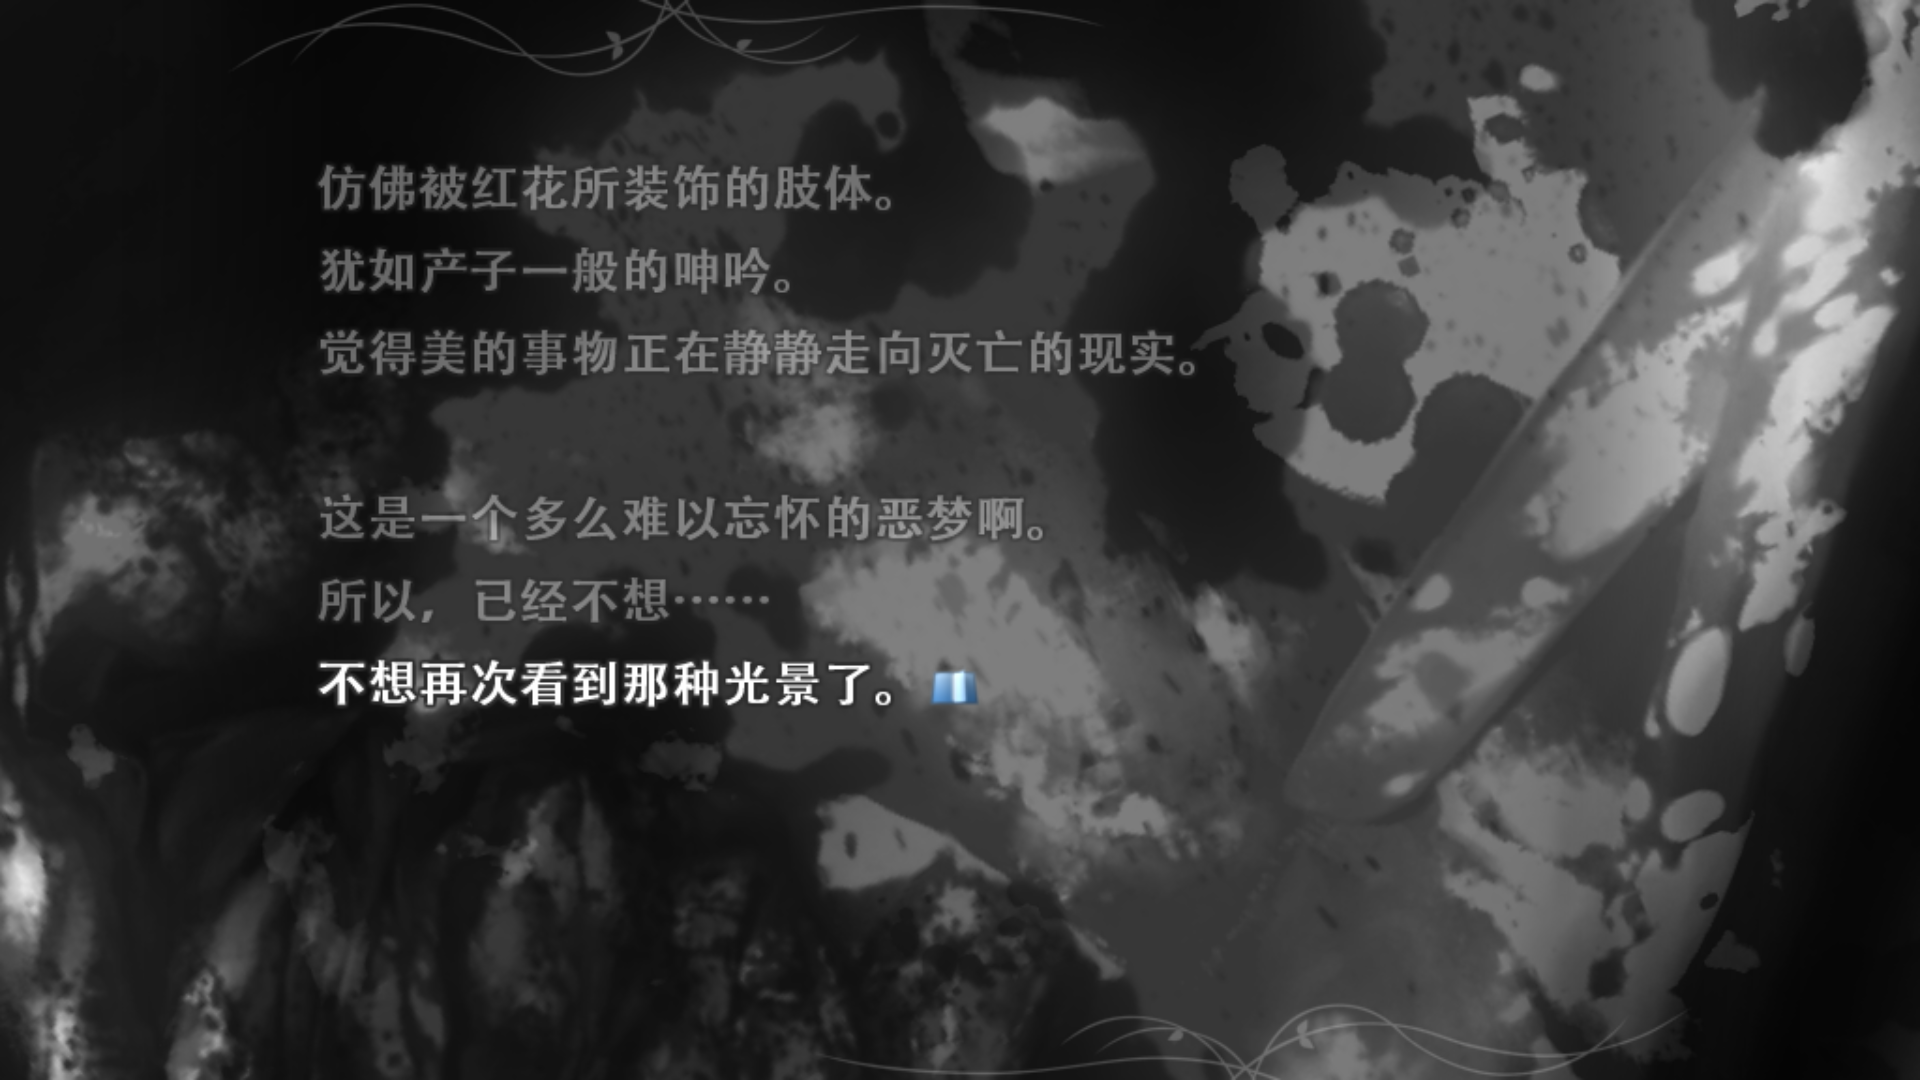 仿佛被红花所装饰的肢体。
犹如产子一般的呻吟。
觉得美的事物正在静静走向灭亡的现实。
这是一个多么难以忘怀的恶梦啊。
所以，已经不想……
不想再次看到那种光景了。